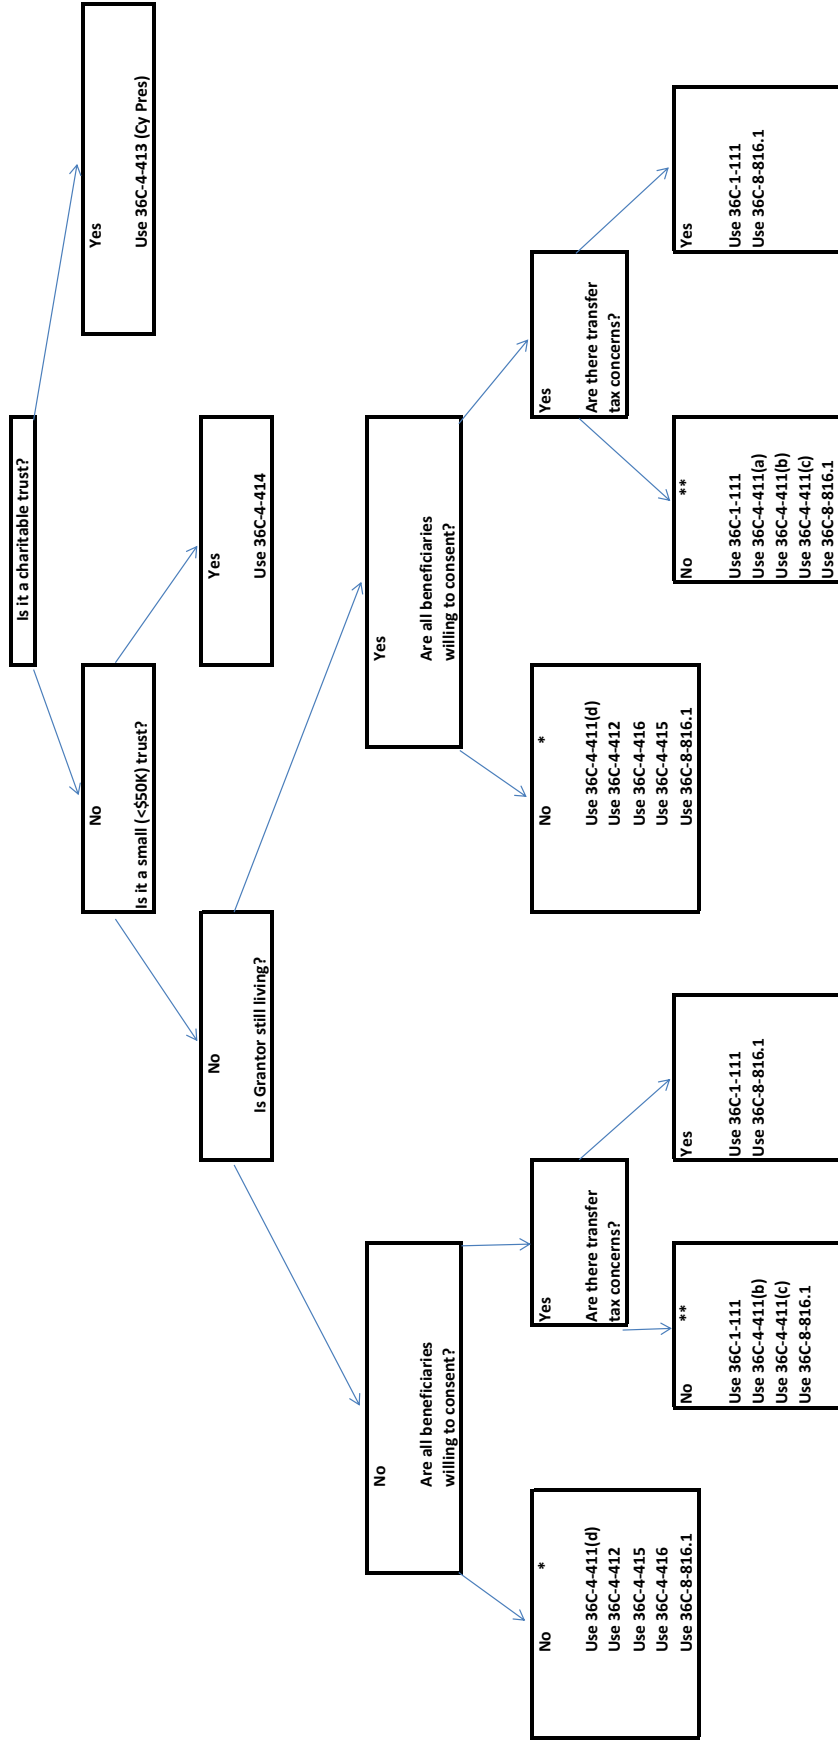 Is it a charitable trust?
No
Is it a small (<$50K) trust?
Yes
Use 36C-4-413 (Cy Pres)
No
Is Grantor still living?
Yes
Use 36C-4-414
No
Are all beneficiaries
willing to consent?
Yes
Are all beneficiaries
willing to consent?
No *
Use 36C-4-411(d)
Use 36C-4-412
Use 36C-4-415
Use 36C-4-416
Use 36C-8-816.1
Yes
Are there transfer
tax concerns?
No *
Use 36C-4-411(d)
Use 36C-4-412
Use 36C-4-416
Use 36C-4-415
Use 36C-8-816.1
Yes
Are there transfer
tax concerns?
No **
Use 36C-1-111
Use 36C-4-411(b)
Use 36C-4-411(c)
Use 36C-8-816.1
Yes
Use 36C-1-111
Use 36C-8-816.1
No **
Use 36C-1-111
Use 36C-4-411(a)
Use 36C-4-411(b)
Use 36C-4-411(c)
Use 36C-8-816.1
Yes
Use 36C-1-111
Use 36C-8-816.1